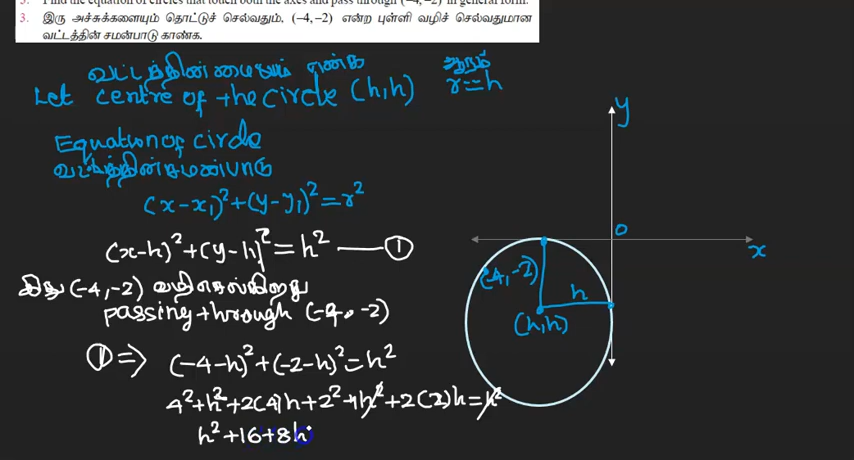 3. Find the equation of circles that touch both the axes and pass through (−4, −2) in general form.
3. இரு அச்சுக்களையும் தொட்டுச் செல்வதும், (−4,−2) என்ற புள்ளி வழிச் செல்வதுமான
வட்டத்தின் சமன்பாடு காண்க.
வட்டத்தின் மையம் என்க ஆரம்
Let centre of the circle (h,h) r=h
Equation of circle
வட்டத்தின் சமன்பாடு
(x-x₁)²+(y-y₁)²=r²
(x-h)²+(y-h)²=h² —— ①
இது (-4,-2) வழிசெல்கிறது
passing through (-4, -2)
① ⇒ (-4-h)²+(-2-h)²=h²
4²+h²+2(4)h+2²+h²+2(2)h=h²
h²+16+8h
y
0
x
(-4,-2)
h
(h,h)